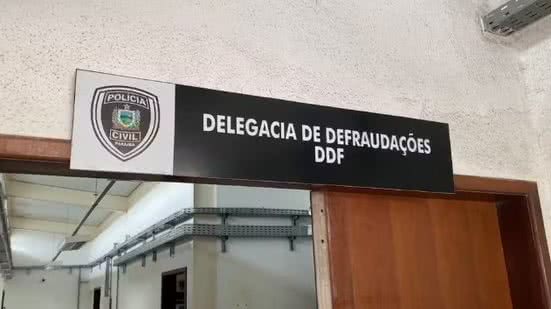 POLÍCIA
CIVIL
PARAÍBA
DELEGACIA DE DEFRAUDAÇÕES
DDF